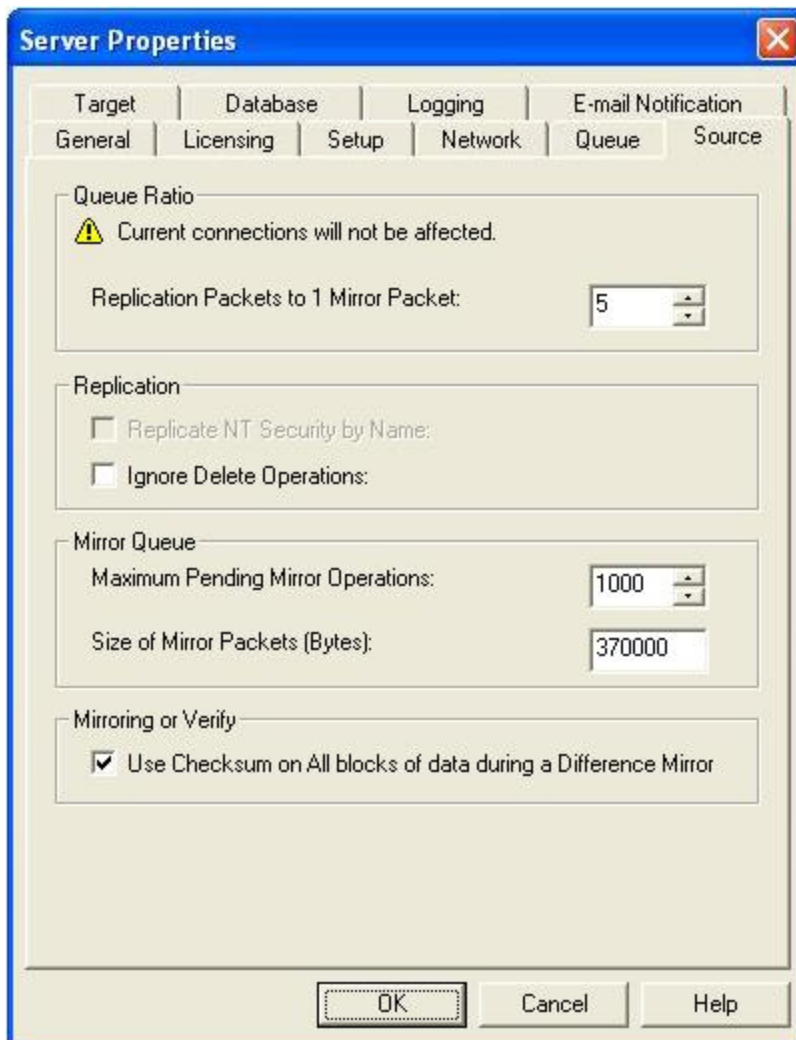 Server Properties
Target Database Logging E-mail Notification
General Licensing Setup Network Queue Source
Queue Ratio
Current connections will not be affected.
Replication Packets to 1 Mirror Packet: 5
Replication
Replicate NT Security by Name:
Ignore Delete Operations:
Mirror Queue
Maximum Pending Mirror Operations: 1000
Size of Mirror Packets (Bytes): 370000
Mirroring or Verify
Use Checksum on All blocks of data during a Difference Mirror
OK Cancel Help